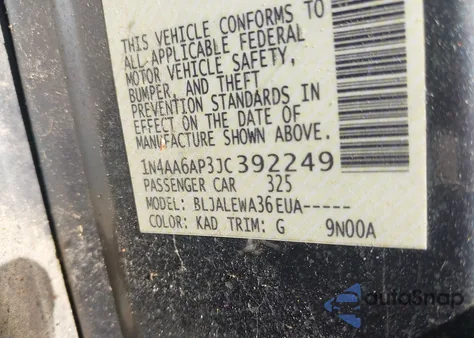 THIS VEHICLE CONFORMS TO
ALL APPLICABLE FEDERAL
MOTOR VEHICLE SAFETY,
BUMPER, AND THEFT
PREVENTION STANDARDS IN
EFFECT ON THE DATE OF
MANUFACTURE SHOWN ABOVE.
1N4AA6AP3JC392249
PASSENGER CAR 325
MODEL: BLJALEWA36EUA-----
COLOR: KAD TRIM: G 9N00A
autoSnap